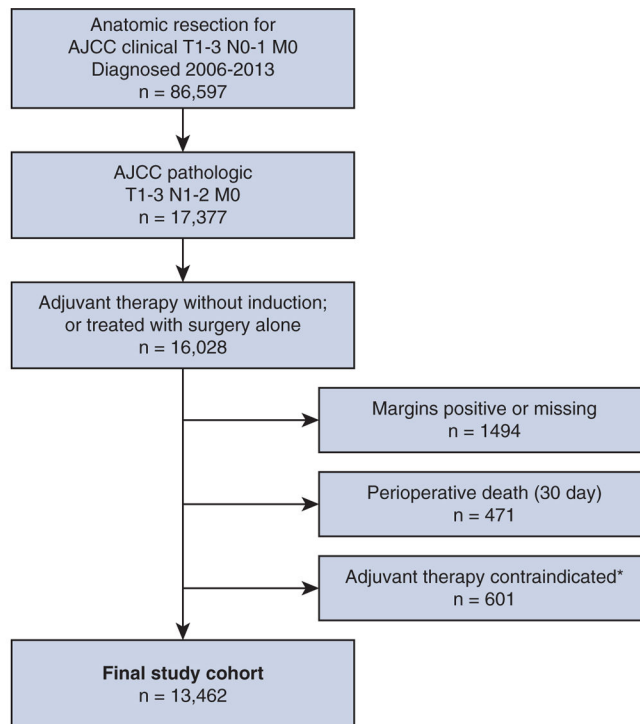 Anatomic resection for
AJCC clinical T1-3 N0-1 M0
Diagnosed 2006-2013
n = 86,597
AJCC pathologic
T1-3 N1-2 M0
n = 17,377
Adjuvant therapy without induction;
or treated with surgery alone
n = 16,028
Margins positive or missing
n = 1494
Perioperative death (30 day)
n = 471
Adjuvant therapy contraindicated*
n = 601
Final study cohort
n = 13,462